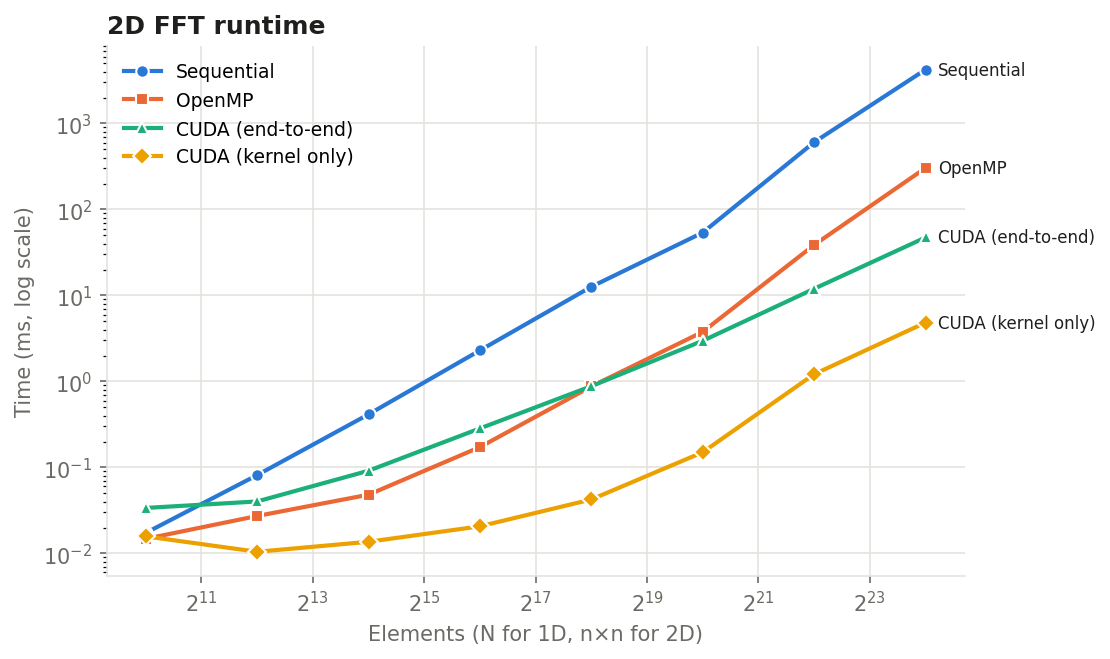 2D FFT runtime
Sequential
OpenMP
CUDA (end-to-end)
CUDA (kernel only)
Sequential
OpenMP
CUDA (end-to-end)
CUDA (kernel only)
Time (ms, log scale)
10³
10²
10¹
10⁰
10⁻¹
10⁻²
2¹¹ 2¹³ 2¹⁵ 2¹⁷ 2¹⁹ 2²¹ 2²³
Elements (N for 1D, n×n for 2D)